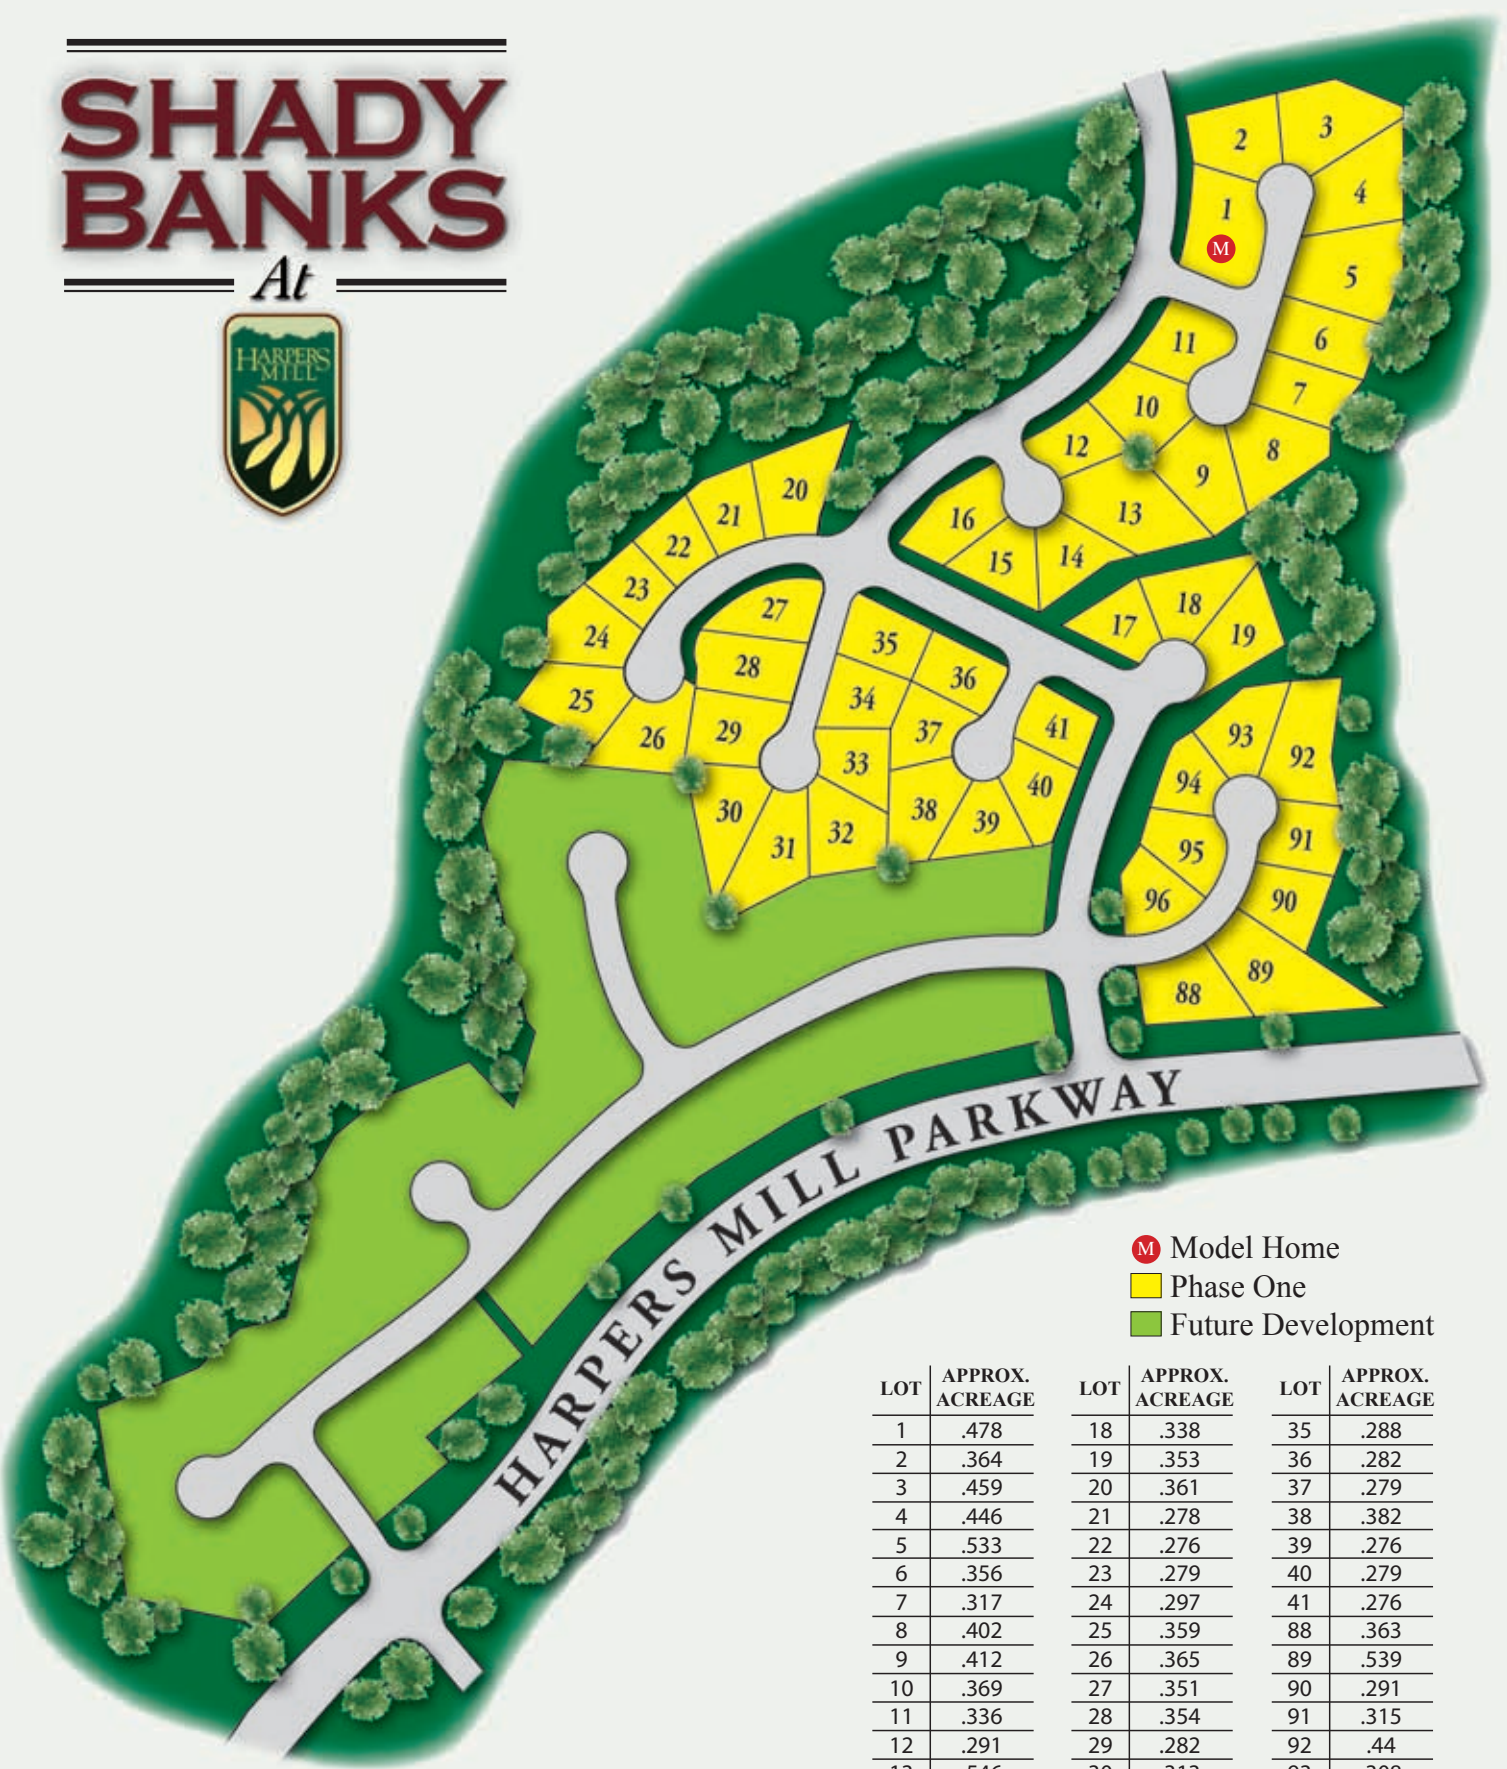 SHADY
BANKS
At
HARPERS
MILL
2
3
1
4
M
5
11
6
7
10
12
8
9
20
13
21
16
22
14
15
23
18
27
17
24
19
35
28
36
25
34
41
29
37
26
93
92
33
94
40
30
38
39
32
91
31
95
96
90
89
88
HARPERS MILL PARKWAY
M Model Home
Phase One
Future Development
LOT APPROX. ACREAGE LOT APPROX. ACREAGE LOT APPROX. ACREAGE
1 .478 18 .338 35 .288
2 .364 19 .353 36 .282
3 .459 20 .361 37 .279
4 .446 21 .278 38 .382
5 .533 22 .276 39 .276
6 .356 23 .279 40 .279
7 .317 24 .297 41 .276
8 .402 25 .359 88 .363
9 .412 26 .365 89 .539
10 .369 27 .351 90 .291
11 .336 28 .354 91 .315
12 .291 29 .282 92 .44